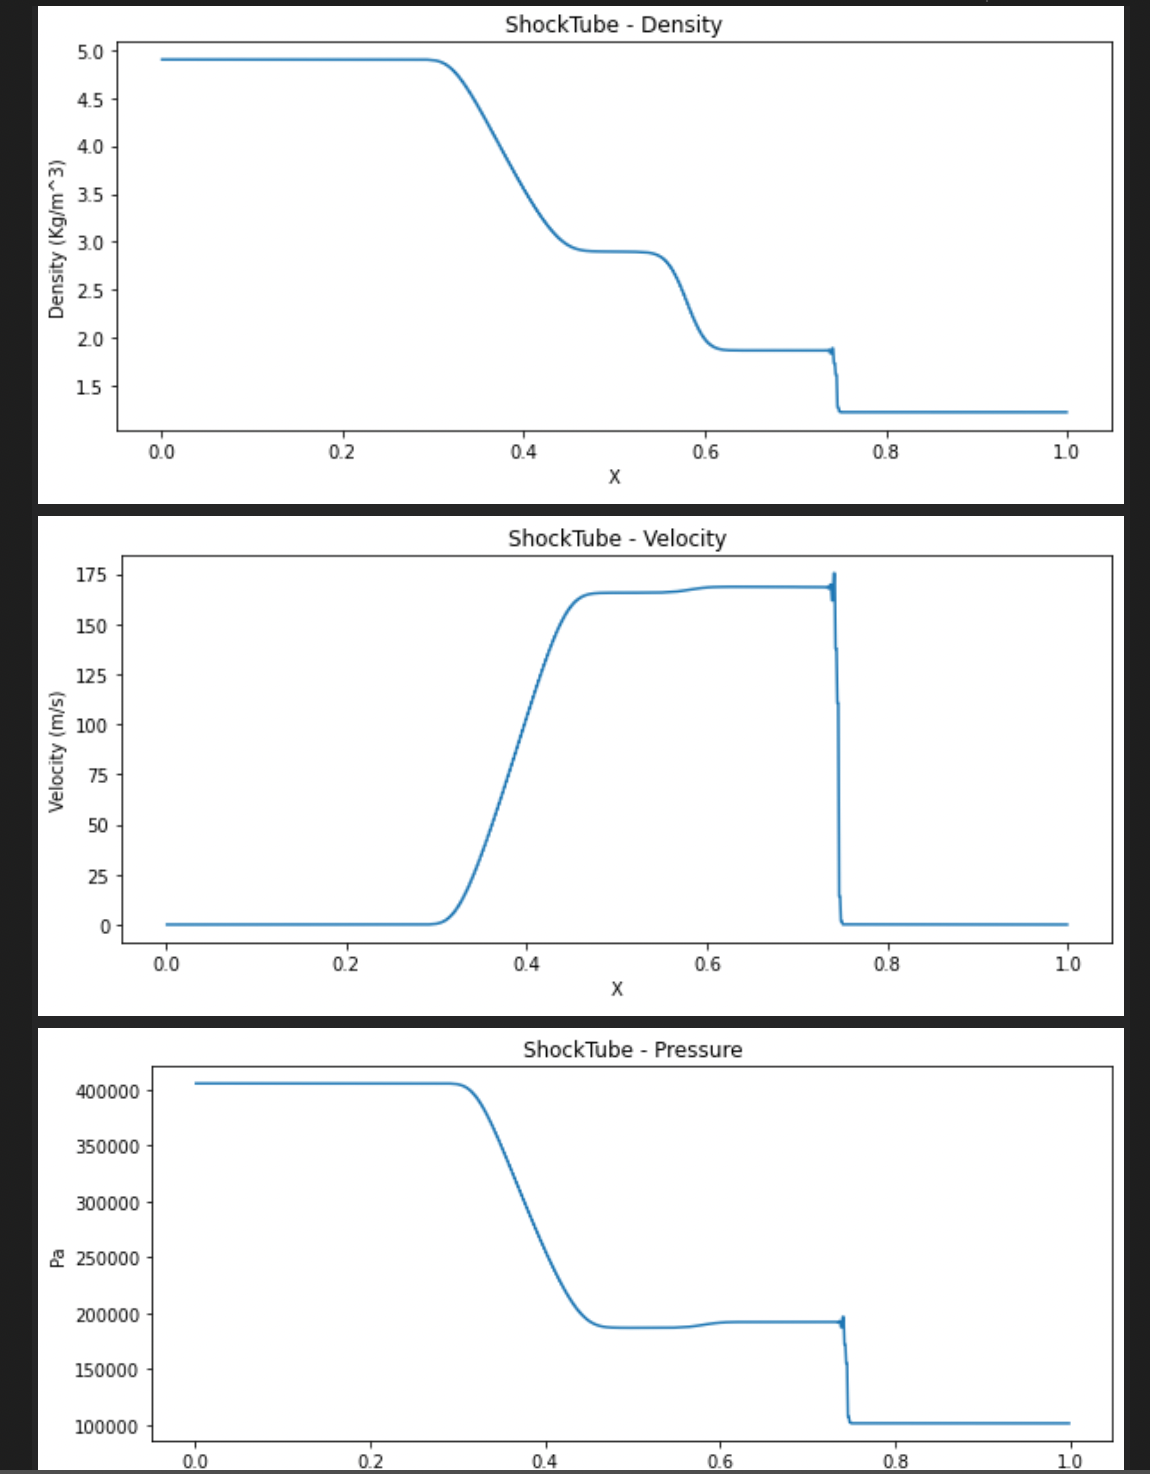 ShockTube - Density
5.0
4.5
4.0
3.5
3.0
2.5
2.0
1.5
Density (Kg/m^3)
0.0 0.2 0.4 0.6 0.8 1.0
X
ShockTube - Velocity
175
150
125
100
75
50
25
0
Velocity (m/s)
0.0 0.2 0.4 0.6 0.8 1.0
X
ShockTube - Pressure
400000
350000
300000
250000
200000
150000
100000
Pa
0.0 0.2 0.4 0.6 0.8 1.0